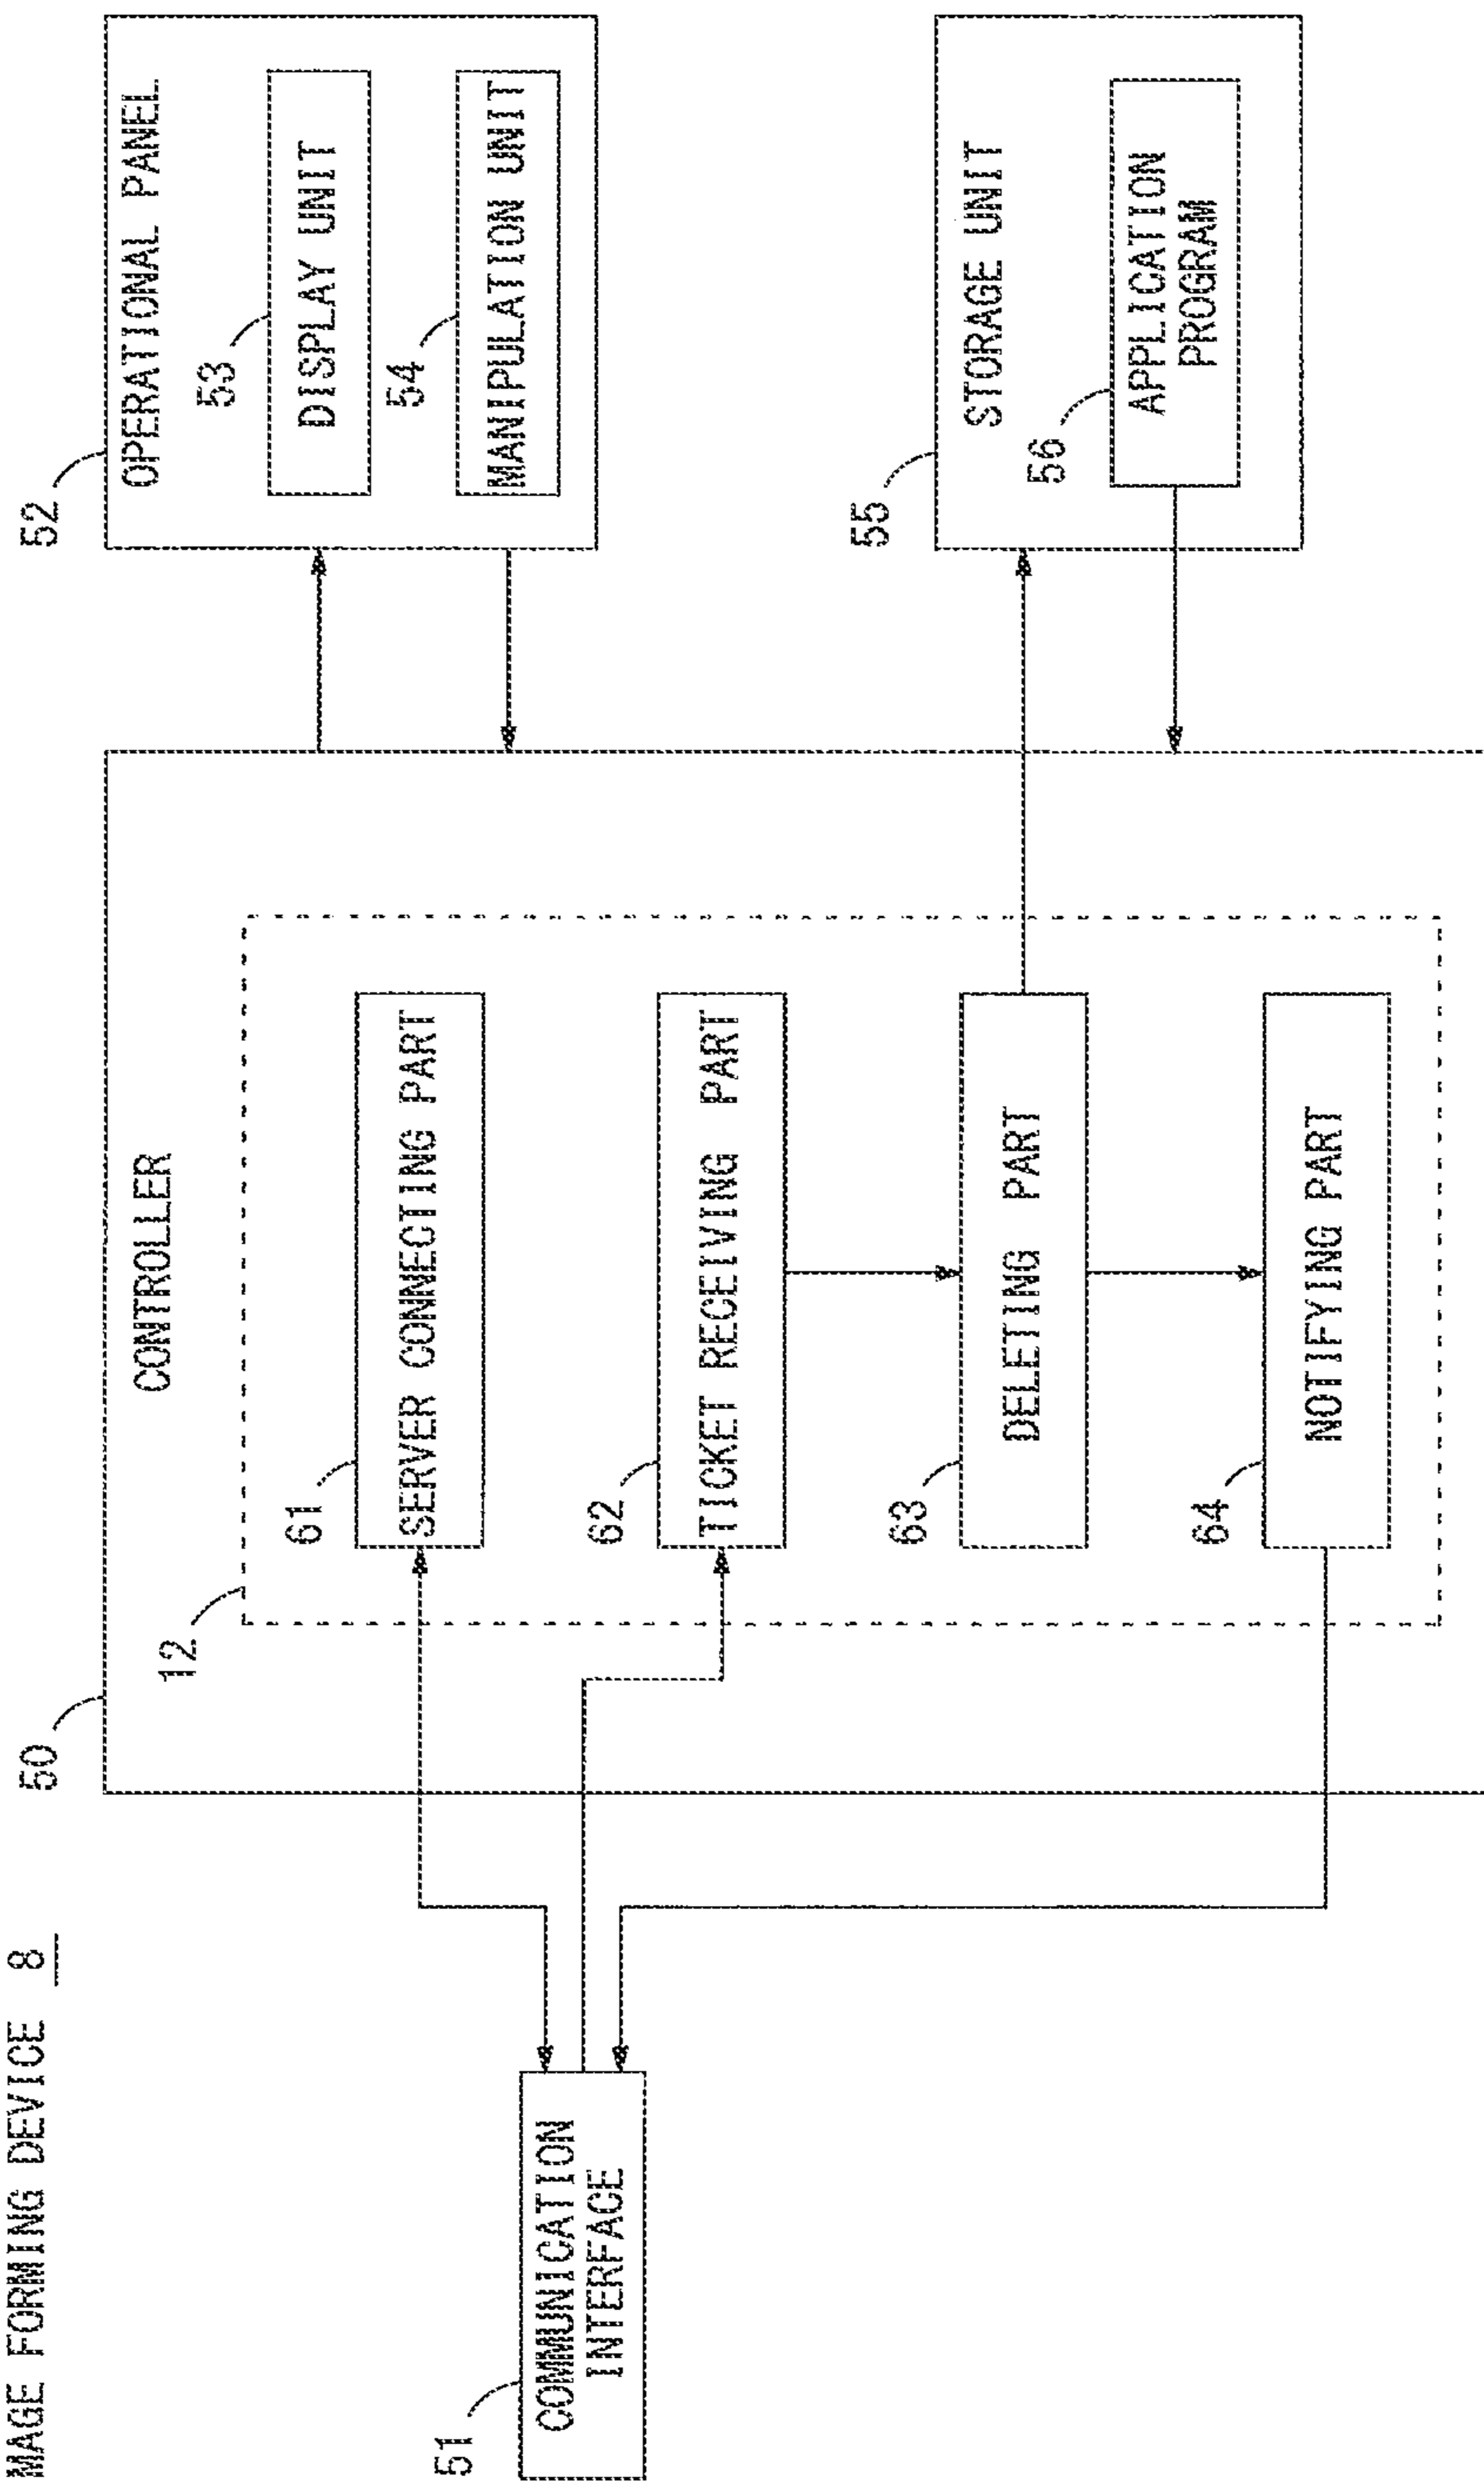 MAGE FORMING DEVICE 8
50
CONTROLLER
12
61
SERVER CONNECTING PART
62
TICKET RECEIVING PART
63
DELETING PART
64
NOTIFYING PART
51
COMMUNICATION
INTERFACE
52
OPERATIONAL PANEL
53
DISPLAY UNIT
54
MANIPULATION UNIT
55
STORAGE UNIT
56
APPLICATION
PROGRAM